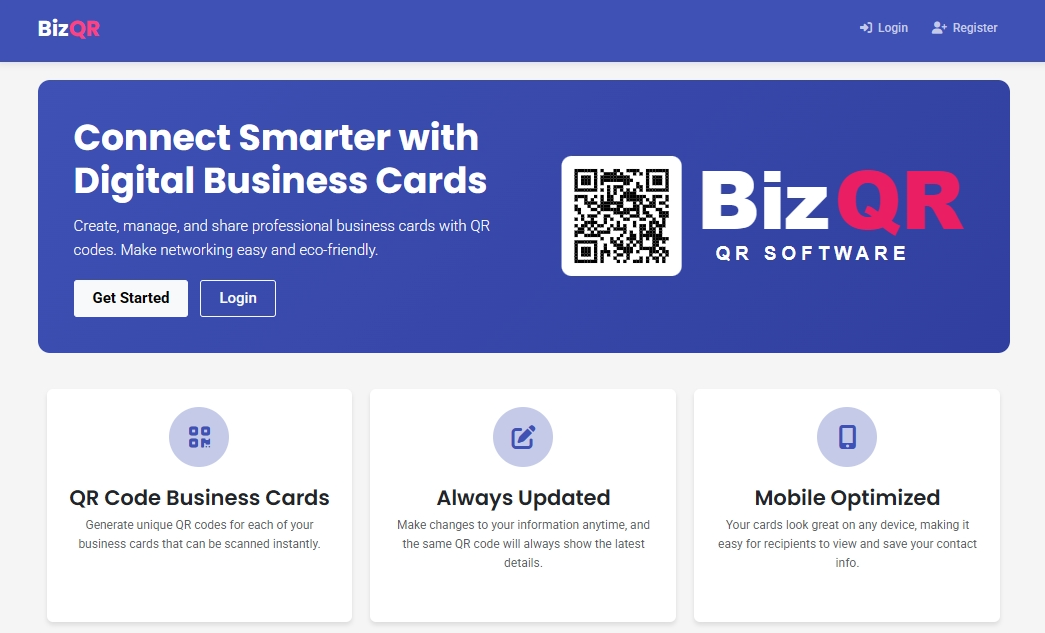 BizQR
Login
Register
Connect Smarter with
Digital Business Cards
Create, manage, and share professional business cards with QR
codes. Make networking easy and eco-friendly.
Get Started
Login
BizQR
QR SOFTWARE
QR Code Business Cards
Generate unique QR codes for each of your
business cards that can be scanned instantly.
Always Updated
Make changes to your information anytime, and
the same QR code will always show the latest
details.
Mobile Optimized
Your cards look great on any device, making it
easy for recipients to view and save your contact
info.